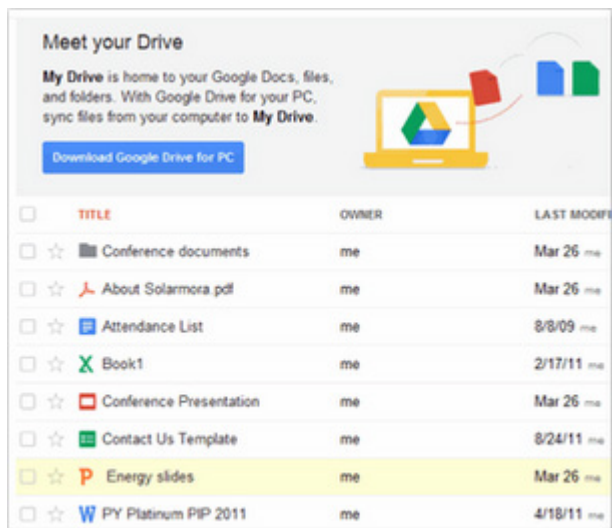 Meet your Drive
My Drive is home to your Google Docs, files,
and folders. With Google Drive for your PC,
sync files from your computer to My Drive.
Download Google Drive for PC
TITLE OWNER LAST MODIFI
Conference documents me Mar 26 me
About Solarmora.pdf me Mar 26 me
Attendance List me 8/8/09 me
X Book1 me 2/17/11 me
Conference Presentation me Mar 26 me
Contact Us Template me 8/24/11 me
P Energy slides me Mar 26 me
W PY Platinum PIP 2011 me 4/18/11 me